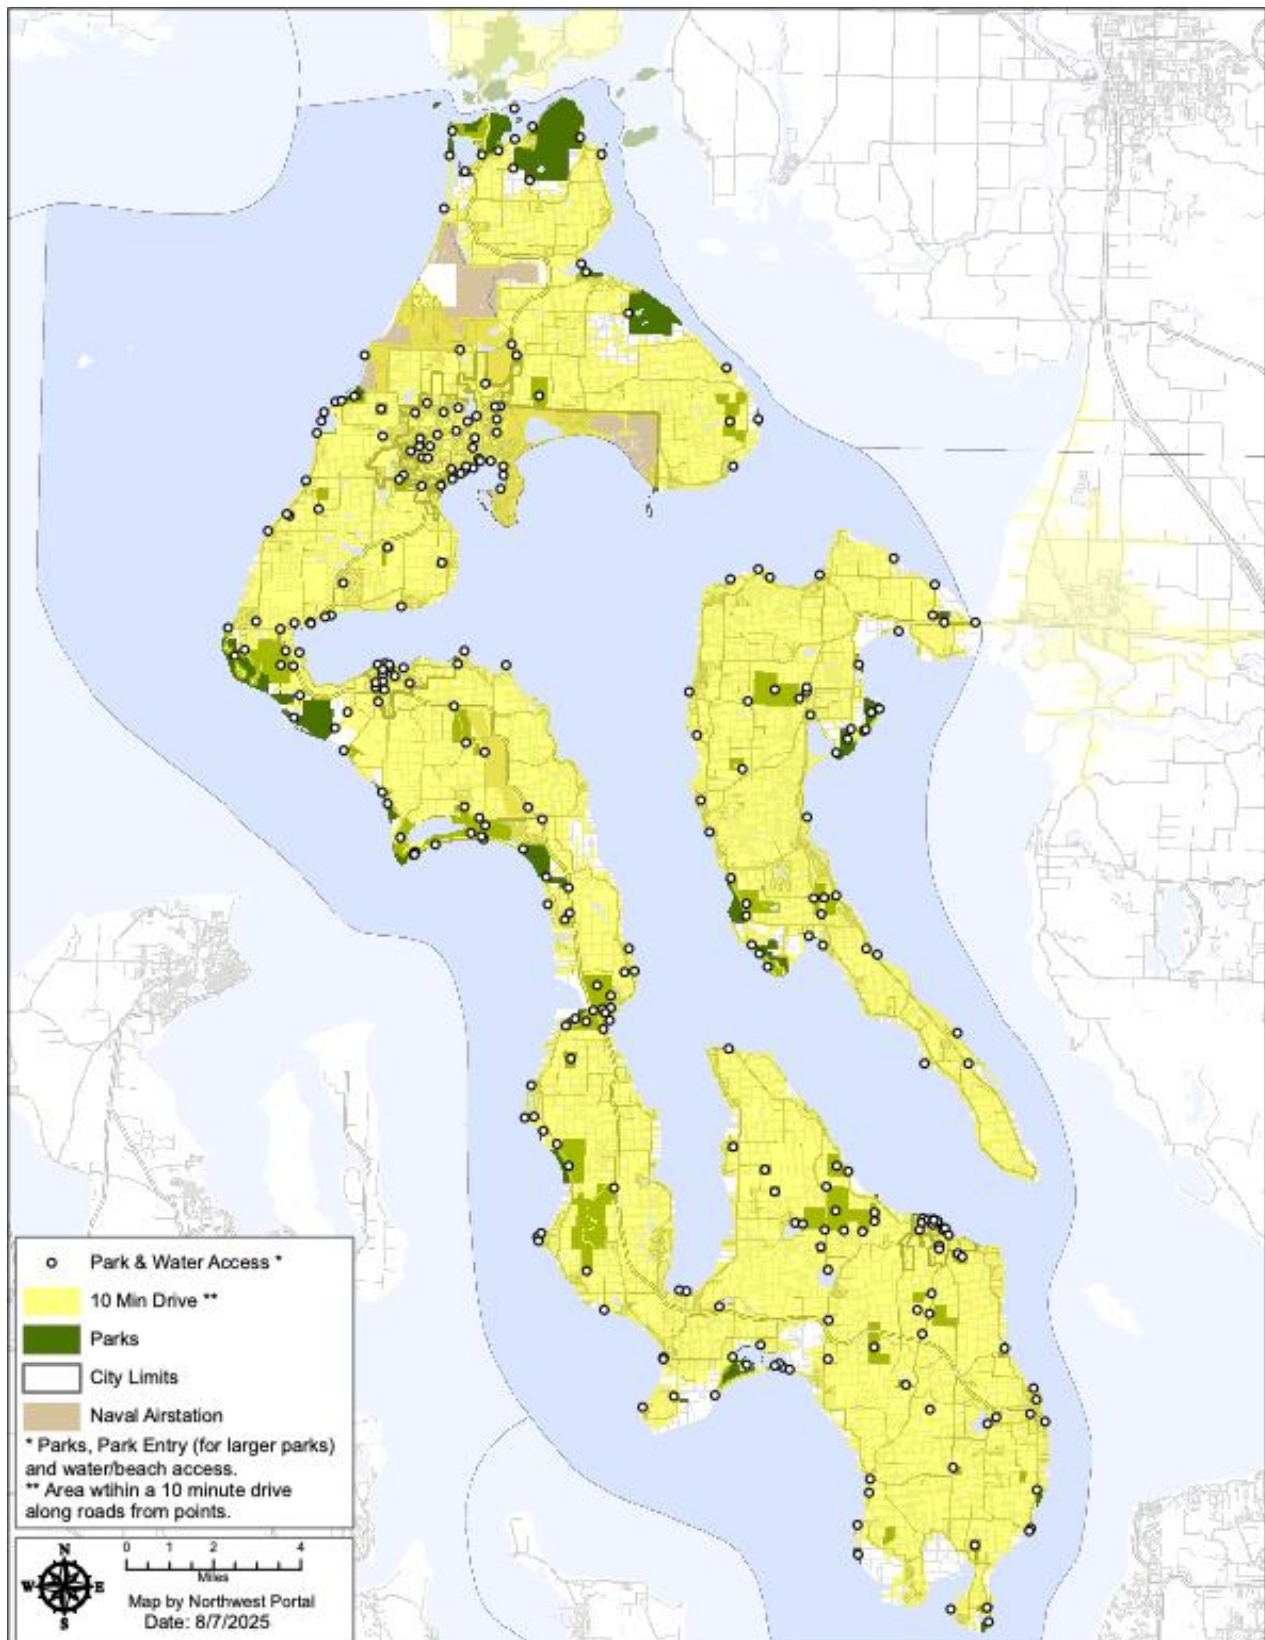 Park & Water Access *
10 Min Drive **
Parks
City Limits
Naval Airstation
* Parks, Park Entry (for larger parks)
and water/beach access.
** Area wtihin a 10 minute drive
along roads from points.
N
W E
S
0 1 2 4
Miles
Map by Northwest Portal
Date: 8/7/2025